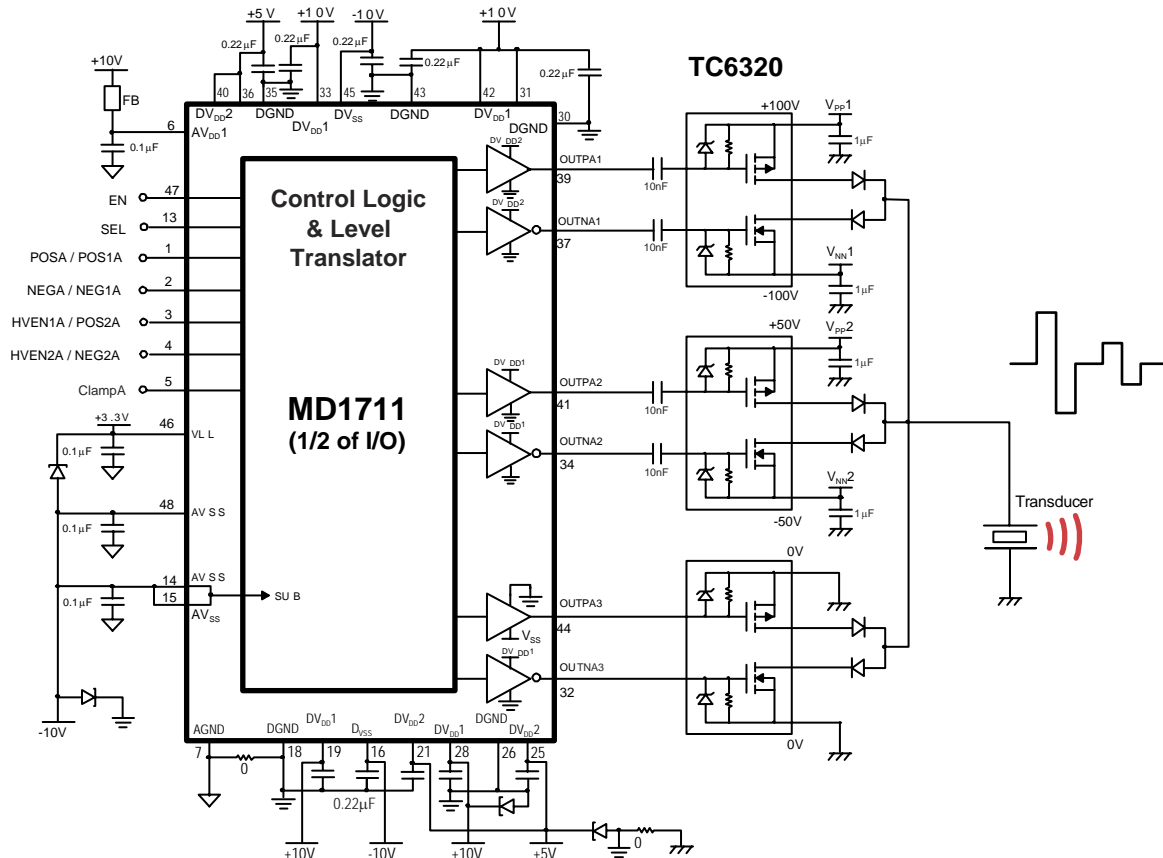 +5V
+10V
-10V
+10V
0.22µF
0.22µF
0.22µF
0.22µF
0.22µF
TC6320
+10V
FB
0.1µF
40
36
35
33
45
43
42
31
30
6
DVDD2
DGND
DVDD1
DVSS
DGND
DVDD1
DGND
AVDD1
EN
47
SEL
13
POSA / POS1A
1
NEGA / NEG1A
2
HVEN1A / POS2A
3
HVEN2A / NEG2A
4
ClampA
5
+3.3V
46
VLL
0.1µF
48
AVSS
0.1µF
14
AVSS
15
AVSS
0.1µF
SUB
-10V
Control Logic
& Level
Translator
MD1711
(1/2 of I/O)
DVDD2
OUTPA1
39
10nF
DVDD2
OUTNA1
37
10nF
+100V
VPP1
1µF
VNN1
1µF
-100V
DVDD1
OUTPA2
41
10nF
DVDD1
OUTNA2
34
10nF
+50V
VPP2
1µF
VNN2
1µF
-50V
VSS
OUTPA3
44
DVDD1
OUTNA3
32
0V
0V
Transducer
AGND
DGND
DVDD1
DVSS
DVDD2
DVDD1
DGND
DVDD2
7
18
19
16
21
28
26
25
0
0.22µF
0
+10V
-10V
+10V
+5V